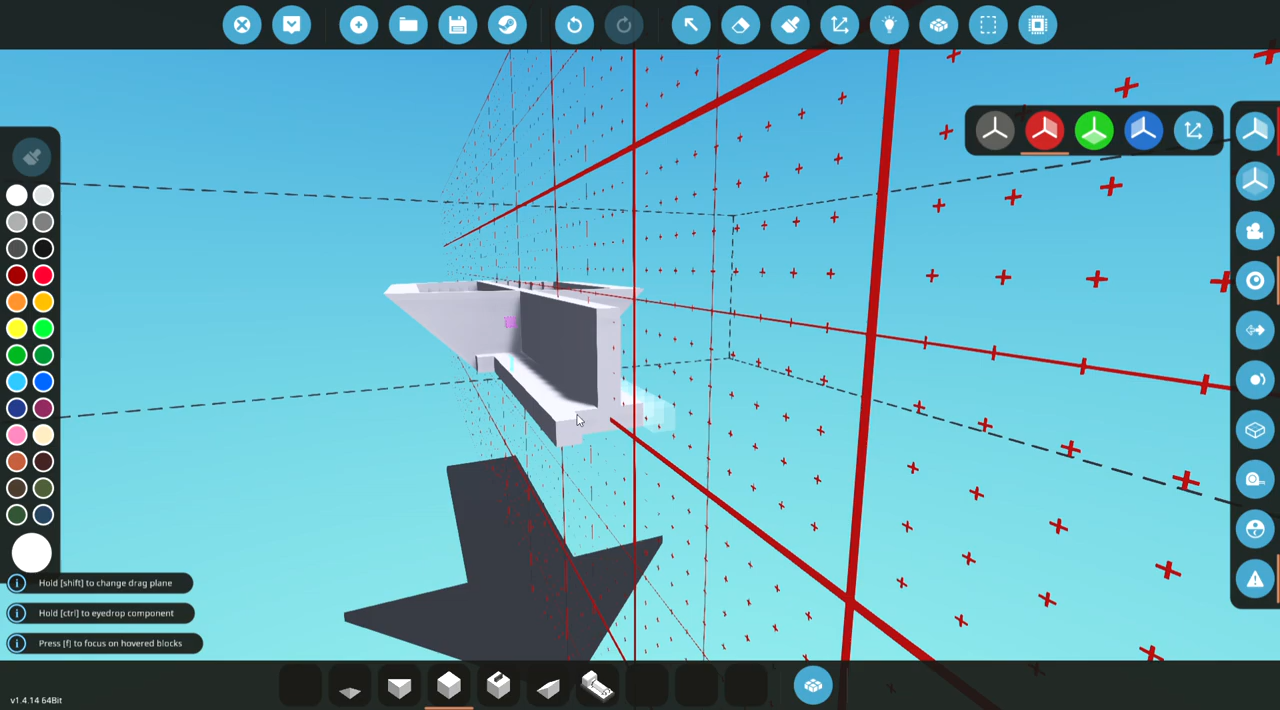 Hold [shift] to change drag plane
Hold [ctrl] to eyedrop component
Press [f] to focus on hovered blocks
v1.4.14 64Bit